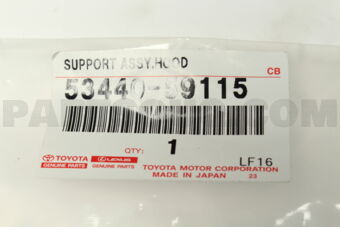 SUPPORT ASSY,HOOD
CB
53440-59115
QTY: 1
LF16
TOYOTA
GENUINE PARTS
LEXUS
GENUINE PARTS
TOYOTA MOTOR CORPORATION
MADE IN JAPAN 23